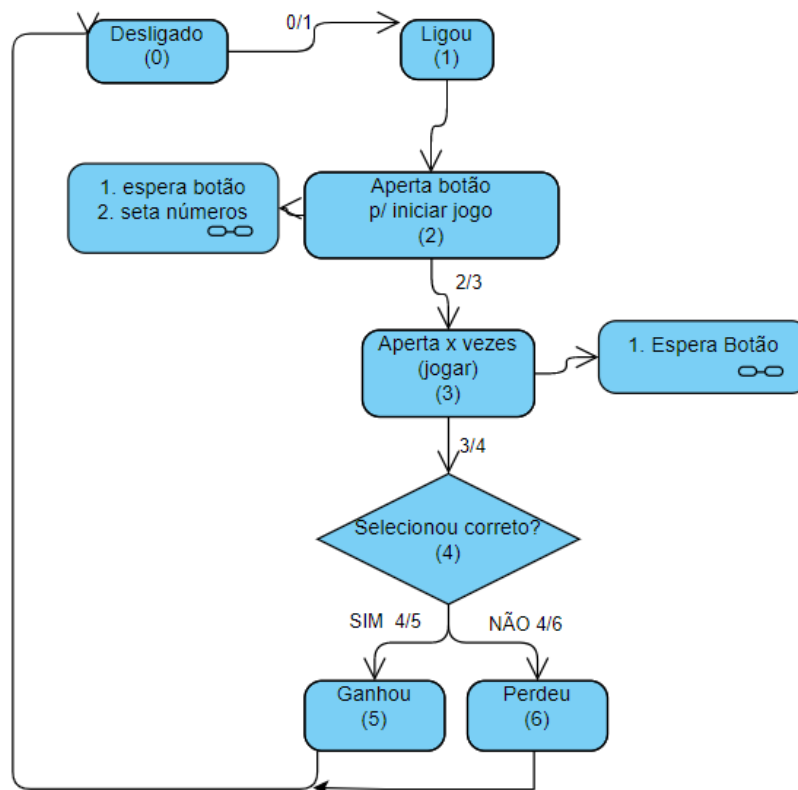 Desligado
(0)
0/1
Ligou
(1)
1. espera botão
2. seta números
Aperta botão
p/ iniciar jogo
(2)
2/3
Aperta x vezes
(jogar)
(3)
1. Espera Botão
3/4
Selecionou correto?
(4)
SIM 4/5
NÃO 4/6
Ganhou
(5)
Perdeu
(6)